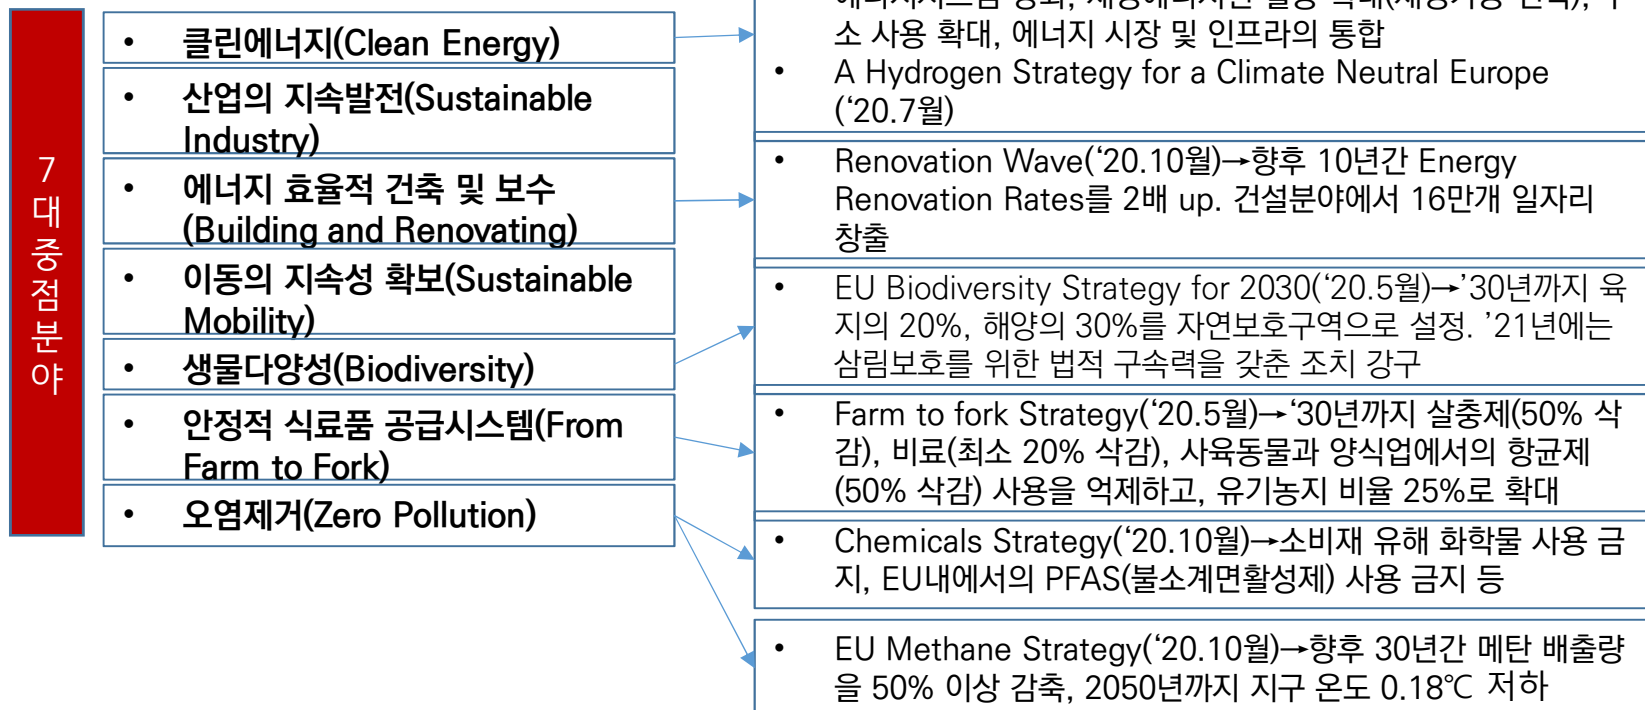 7
대
중
점
분
야
• 클린에너지(Clean Energy)
• 산업의 지속발전(Sustainable
Industry)
• 에너지 효율적 건축 및 보수
(Building and Renovating)
• 이동의 지속성 확보(Sustainable
Mobility)
• 생물다양성(Biodiversity)
• 안정적 식료품 공급시스템(From
Farm to Fork)
• 오염제거(Zero Pollution)
소 사용 확대, 에너지 시장 및 인프라의 통합
• A Hydrogen Strategy for a Climate Neutral Europe
(‘20.7월)
• Renovation Wave(‘20.10월)→향후 10년간 Energy
Renovation Rates를 2배 up. 건설분야에서 16만개 일자리
창출
• EU Biodiversity Strategy for 2030(‘20.5월)→’30년까지 육
지의 20%, 해양의 30%를 자연보호구역으로 설정. ’21년에는
삼림보호를 위한 법적 구속력을 갖춘 조치 강구
• Farm to fork Strategy(‘20.5월)→‘30년까지 살충제(50% 삭
감), 비료(최소 20% 삭감), 사육동물과 양식업에서의 항균제
(50% 삭감) 사용을 억제하고, 유기농지 비율 25%로 확대
• Chemicals Strategy(‘20.10월)→소비재 유해 화학물 사용 금
지, EU내에서의 PFAS(불소계면활성제) 사용 금지 등
• EU Methane Strategy(‘20.10월)→향후 30년간 메탄 배출량
을 50% 이상 감축, 2050년까지 지구 온도 0.18℃ 저하